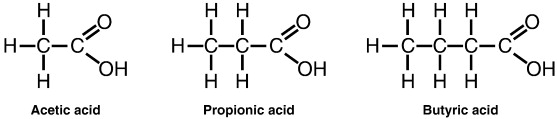 H H H H
O O O
H C C H C C C H C C C C
H OH H H OH H H H OH
Acetic acid Propionic acid Butyric acid